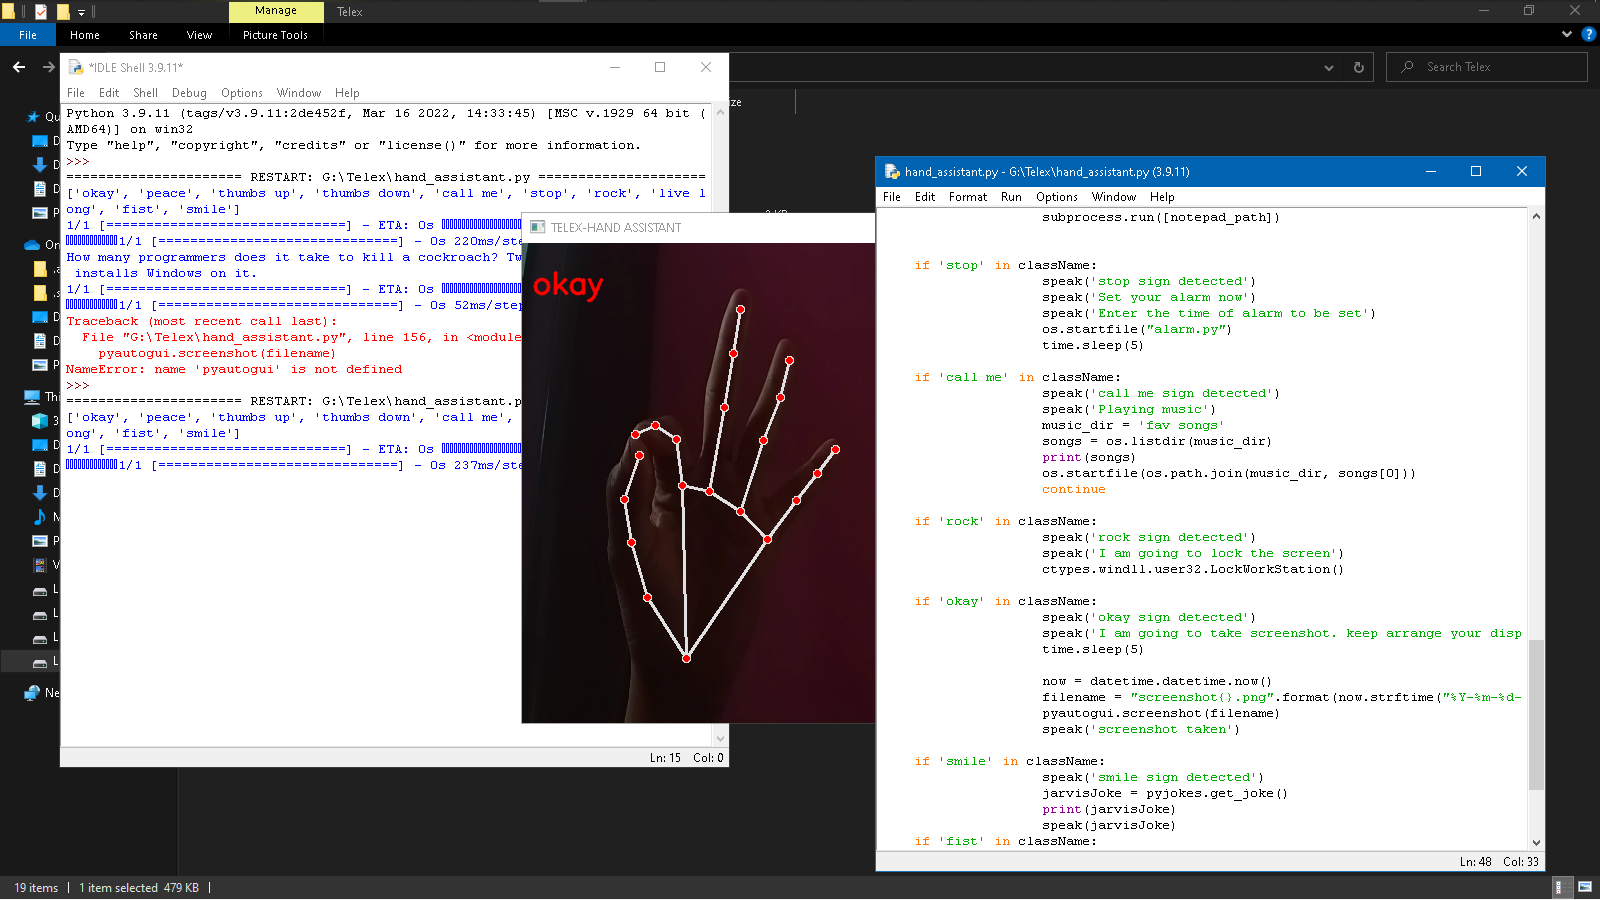 Manage
Telex
File
Home
Share
View
Picture Tools
Search Telex
*IDLE Shell 3.9.11*
File Edit Shell Debug Options Window Help
Python 3.9.11 (tags/v3.9.11:2de452f, Mar 16 2022, 14:33:45) [MSC v.1929 64 bit (
AMD64)] on win32
Type "help", "copyright", "credits" or "license()" for more information.
>>>
====================== RESTART: G:\Telex\hand_assistant.py =====================
['okay', 'peace', 'thumbs up', 'thumbs down', 'call me', 'stop', 'rock', 'live l
ong', 'fist', 'smile']
1/1 [==============================] - ETA: 0s
1/1 [==============================] - 0s 220ms/ste
How many programmers does it take to kill a cockroach? Tw
installs Windows on it.
1/1 [==============================] - ETA: 0s
1/1 [==============================] - 0s 52ms/step
Traceback (most recent call last):
File "G:\Telex\hand_assistant.py", line 156, in <module
pyautogui.screenshot(filename)
NameError: name 'pyautogui' is not defined
>>>
====================== RESTART: G:\Telex\hand_assistant.p
['okay', 'peace', 'thumbs up', 'thumbs down', 'call me',
ong', 'fist', 'smile']
1/1 [==============================] - ETA: 0s
1/1 [==============================] - 0s 237ms/ste
Ln: 15 Col: 0
TELEX-HAND ASSISTANT
okay
hand_assistant.py - G:\Telex\hand_assistant.py (3.9.11)
File Edit Format Run Options Window Help
subprocess.run([notepad_path])
if 'stop' in className:
speak('stop sign detected')
speak('Set your alarm now')
speak('Enter the time of alarm to be set')
os.startfile("alarm.py")
time.sleep(5)
if 'call me' in className:
speak('call me sign detected')
speak('Playing music')
music_dir = 'fav songs'
songs = os.listdir(music_dir)
print(songs)
os.startfile(os.path.join(music_dir, songs[0]))
continue
if 'rock' in className:
speak('rock sign detected')
speak('I am going to lock the screen')
ctypes.windll.user32.LockWorkStation()
if 'okay' in className:
speak('okay sign detected')
speak('I am going to take screenshot. keep arrange your disp
time.sleep(5)
now = datetime.datetime.now()
filename = "screenshot{}.png".format(now.strftime("%Y-%m-%d-
pyautogui.screenshot(filename)
speak('screenshot taken')
if 'smile' in className:
speak('smile sign detected')
jarvisJoke = pyjokes.get_joke()
print(jarvisJoke)
speak(jarvisJoke)
if 'fist' in className:
Ln: 48 Col: 33
19 items
1 item selected 479 KB